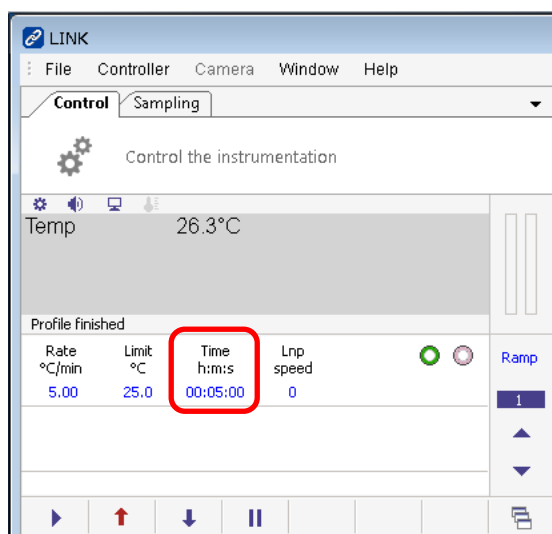 LINK
File Controller Camera Window Help
Control Sampling
Control the instrumentation
Temp 26.3°C
Profile finished
Rate °C/min Limit °C Time h:m:s Lnp speed
5.00 25.0 00:05:00 0
Ramp
1